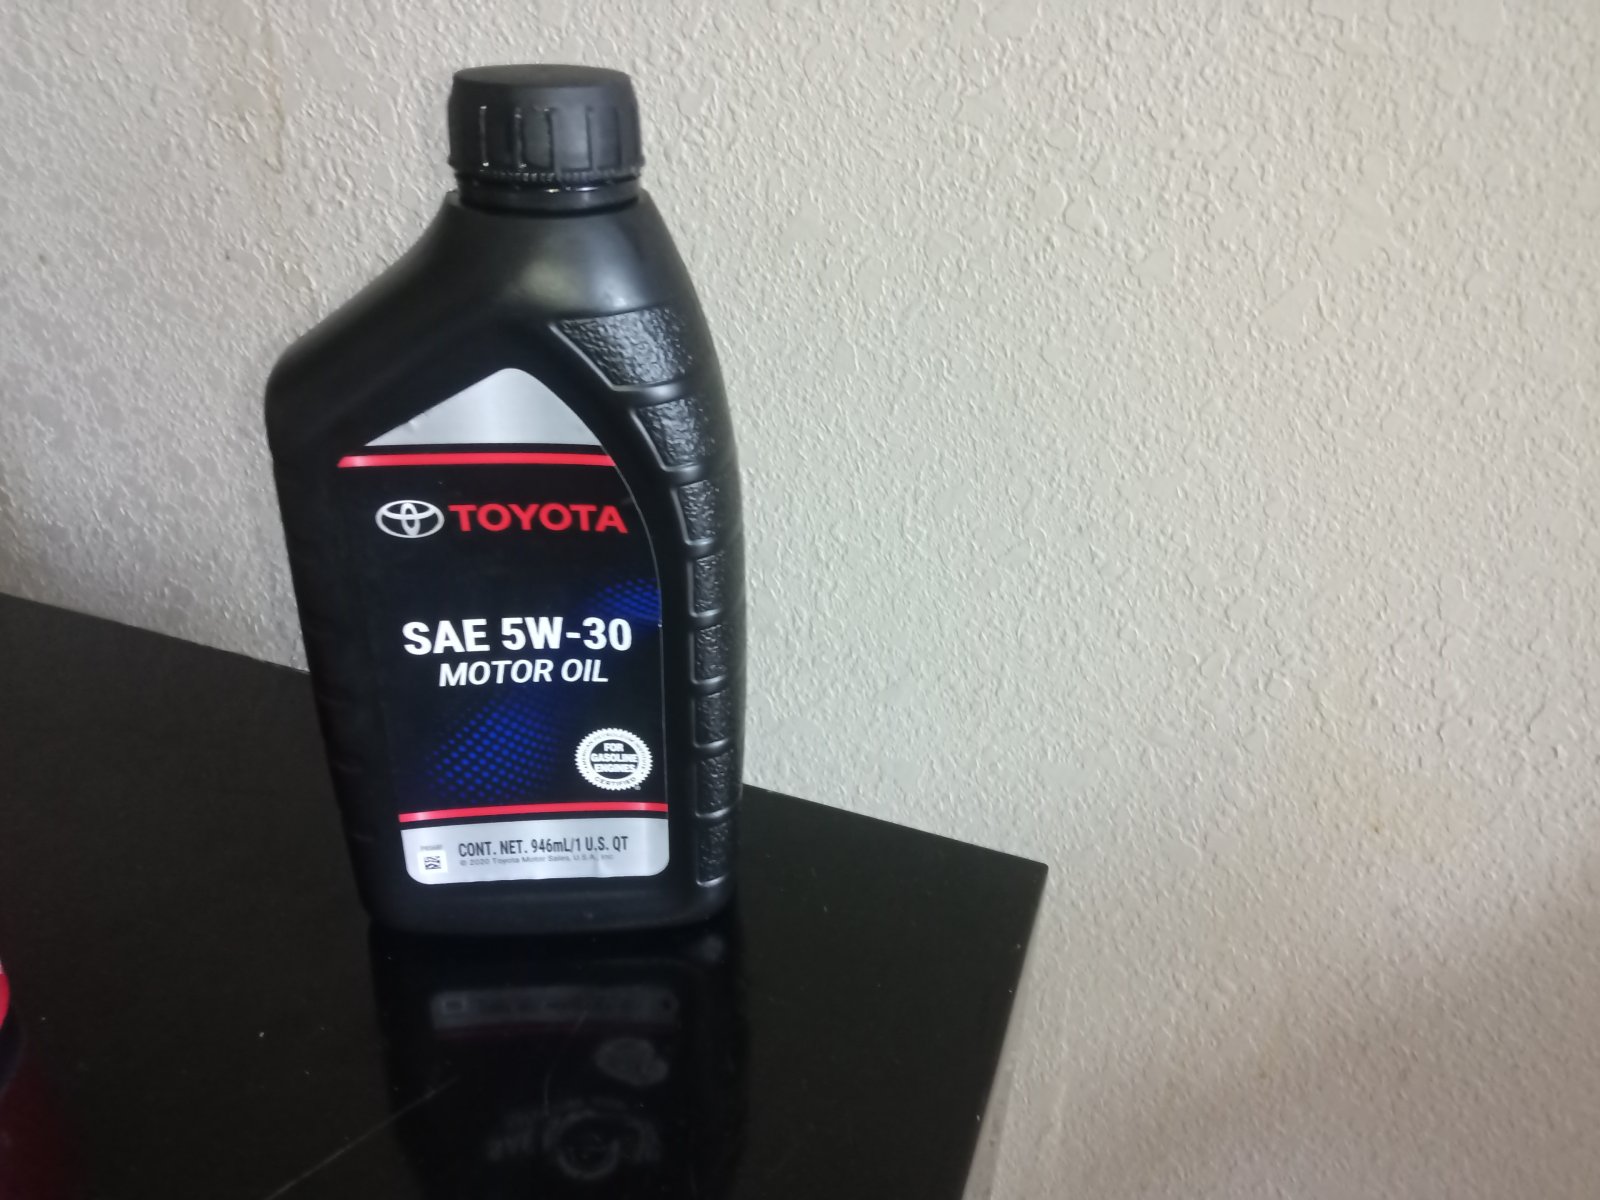 TOYOTA
SAE 5W-30
MOTOR OIL
FOR
GASOLINE
ENGINES
CERTIFIED
CONT. NET. 946mL/1 U.S. QT
© 2020 Toyota Motor Sales, U.S.A., Inc